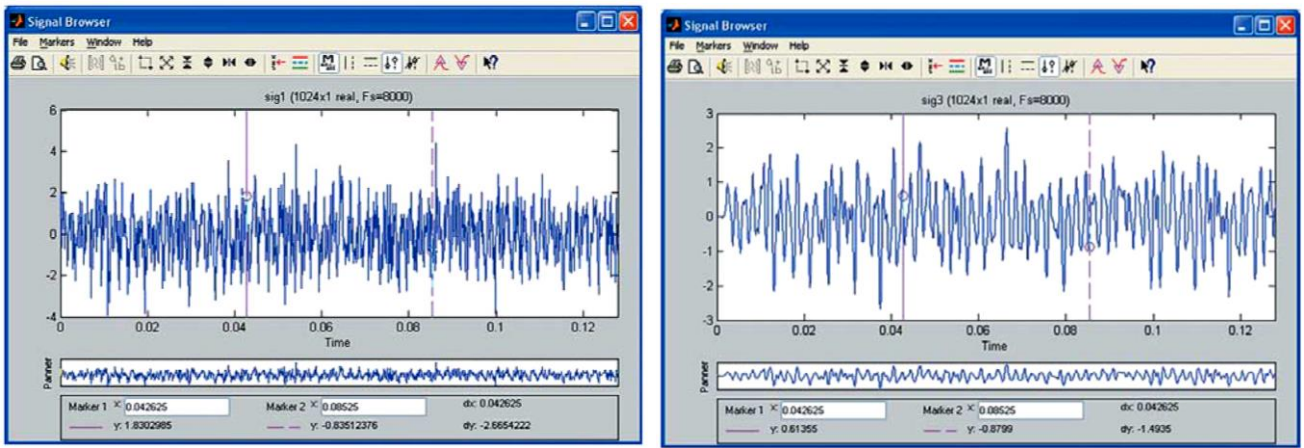 Signal Browser
File Markers Window Help
sig1 (1024x1 real, Fs=8000)
6
4
2
0
-2
-4
0 0.02 0.04 0.06 0.08 0.1 0.12
Time
Panner
Marker 1 X: 0.042625 Marker 2 X: 0.08525 dx: 0.042625
y: 1.8302985 y: -0.83512376 dy: -2.6654222
Signal Browser
File Markers Window Help
sig3 (1024x1 real, Fs=8000)
3
2
1
0
-1
-2
-3
0 0.02 0.04 0.06 0.08 0.1 0.12
Time
Panner
Marker 1 X: 0.042625 Marker 2 X: 0.08525 dx: 0.042625
y: 0.61355 y: -0.8799 dy: -1.4935